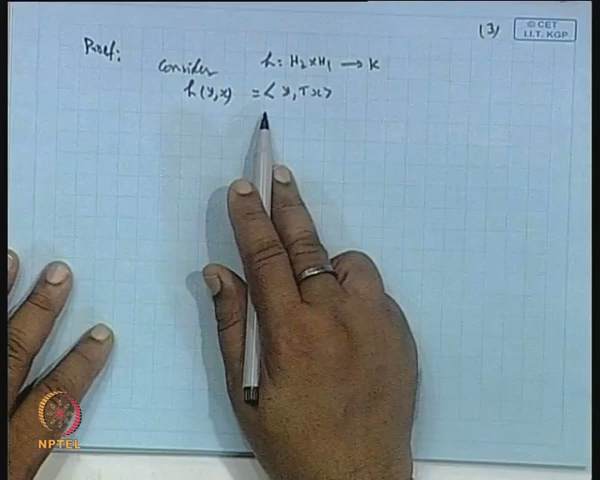 (3)
© CET
I.I.T. KGP
Proof:
Consider h: H₂ x H₁ → K
h(y,x) = < y, Tx >
NPTEL